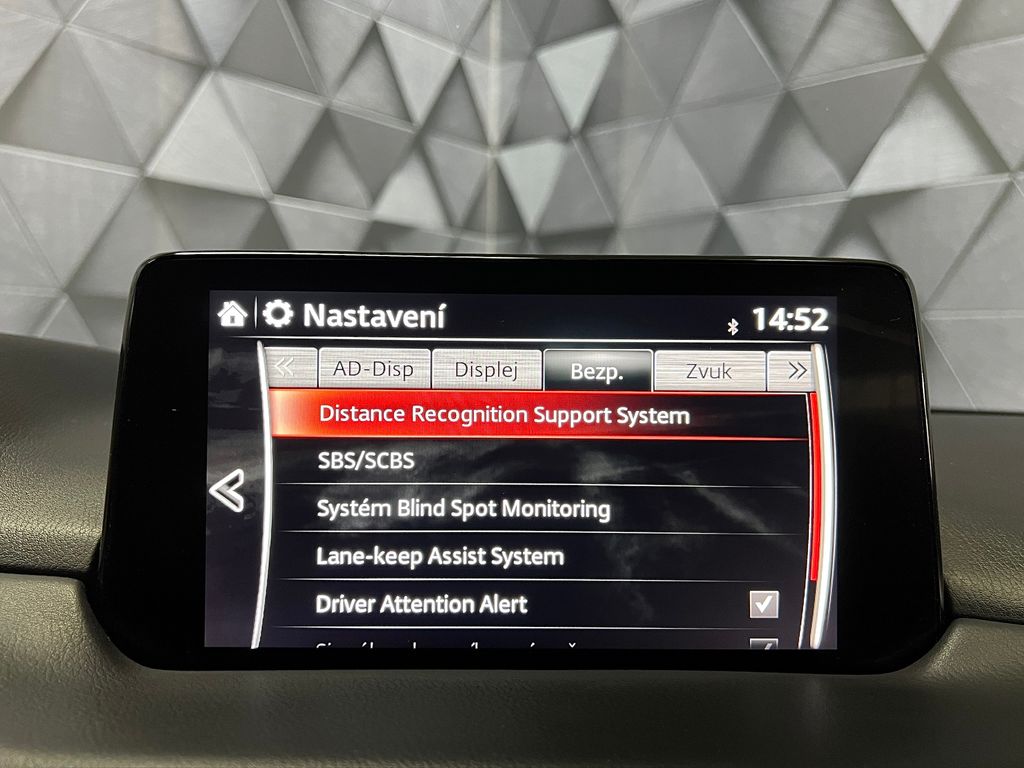 Nastavení
14:52
AD-Disp Displej Bezp. Zvuk
Distance Recognition Support System
SBS/SCBS
Systém Blind Spot Monitoring
Lane-keep Assist System
Driver Attention Alert